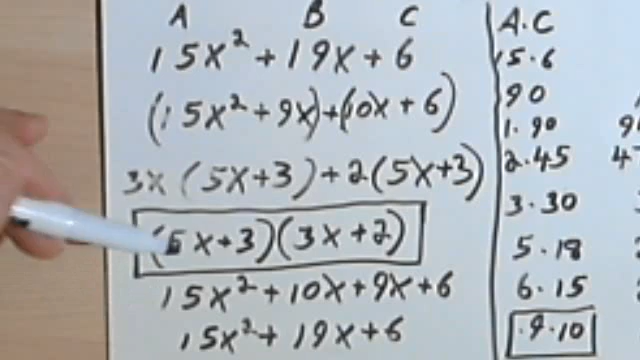 A B C
15x² + 19x + 6
(15x² + 9x) + (10x + 6)
3x (5x + 3) + 2 (5x + 3)
(5x + 3)(3x + 2)
15x² + 10x + 9x + 6
15x² + 19x + 6
A.C
15.6
90
1.90
2.45
3.30
5.18
6.15
.9.10